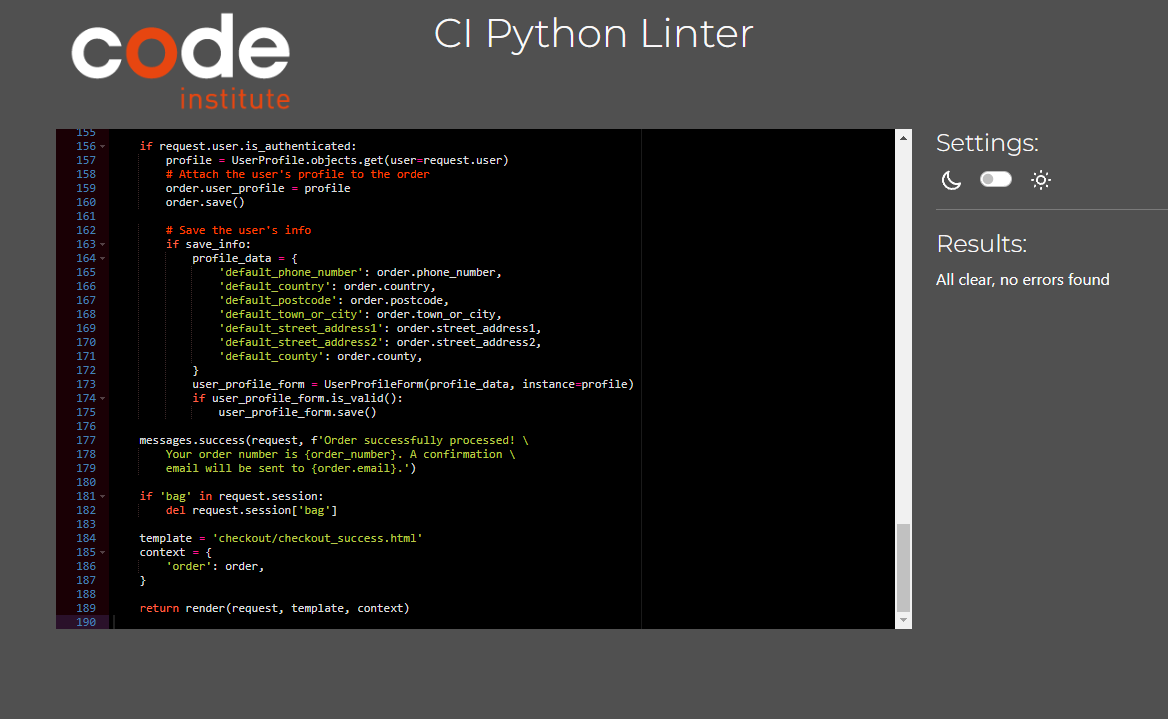 code
institute
CI Python Linter
155
156 if request.user.is_authenticated:
157 profile = UserProfile.objects.get(user=request.user)
158 # Attach the user's profile to the order
159 order.user_profile = profile
160 order.save()
161
162 # Save the user's info
163 if save_info:
164 profile_data = {
165 'default_phone_number': order.phone_number,
166 'default_country': order.country,
167 'default_postcode': order.postcode,
168 'default_town_or_city': order.town_or_city,
169 'default_street_address1': order.street_address1,
170 'default_street_address2': order.street_address2,
171 'default_county': order.county,
172 }
173 user_profile_form = UserProfileForm(profile_data, instance=profile)
174 if user_profile_form.is_valid():
175 user_profile_form.save()
176
177 messages.success(request, f'Order successfully processed! \
178 Your order number is {order_number}. A confirmation \
179 email will be sent to {order.email}.')
180
181 if 'bag' in request.session:
182 del request.session['bag']
183
184 template = 'checkout/checkout_success.html'
185 context = {
186 'order': order,
187 }
188
189 return render(request, template, context)
190
Settings:
Results:
All clear, no errors found